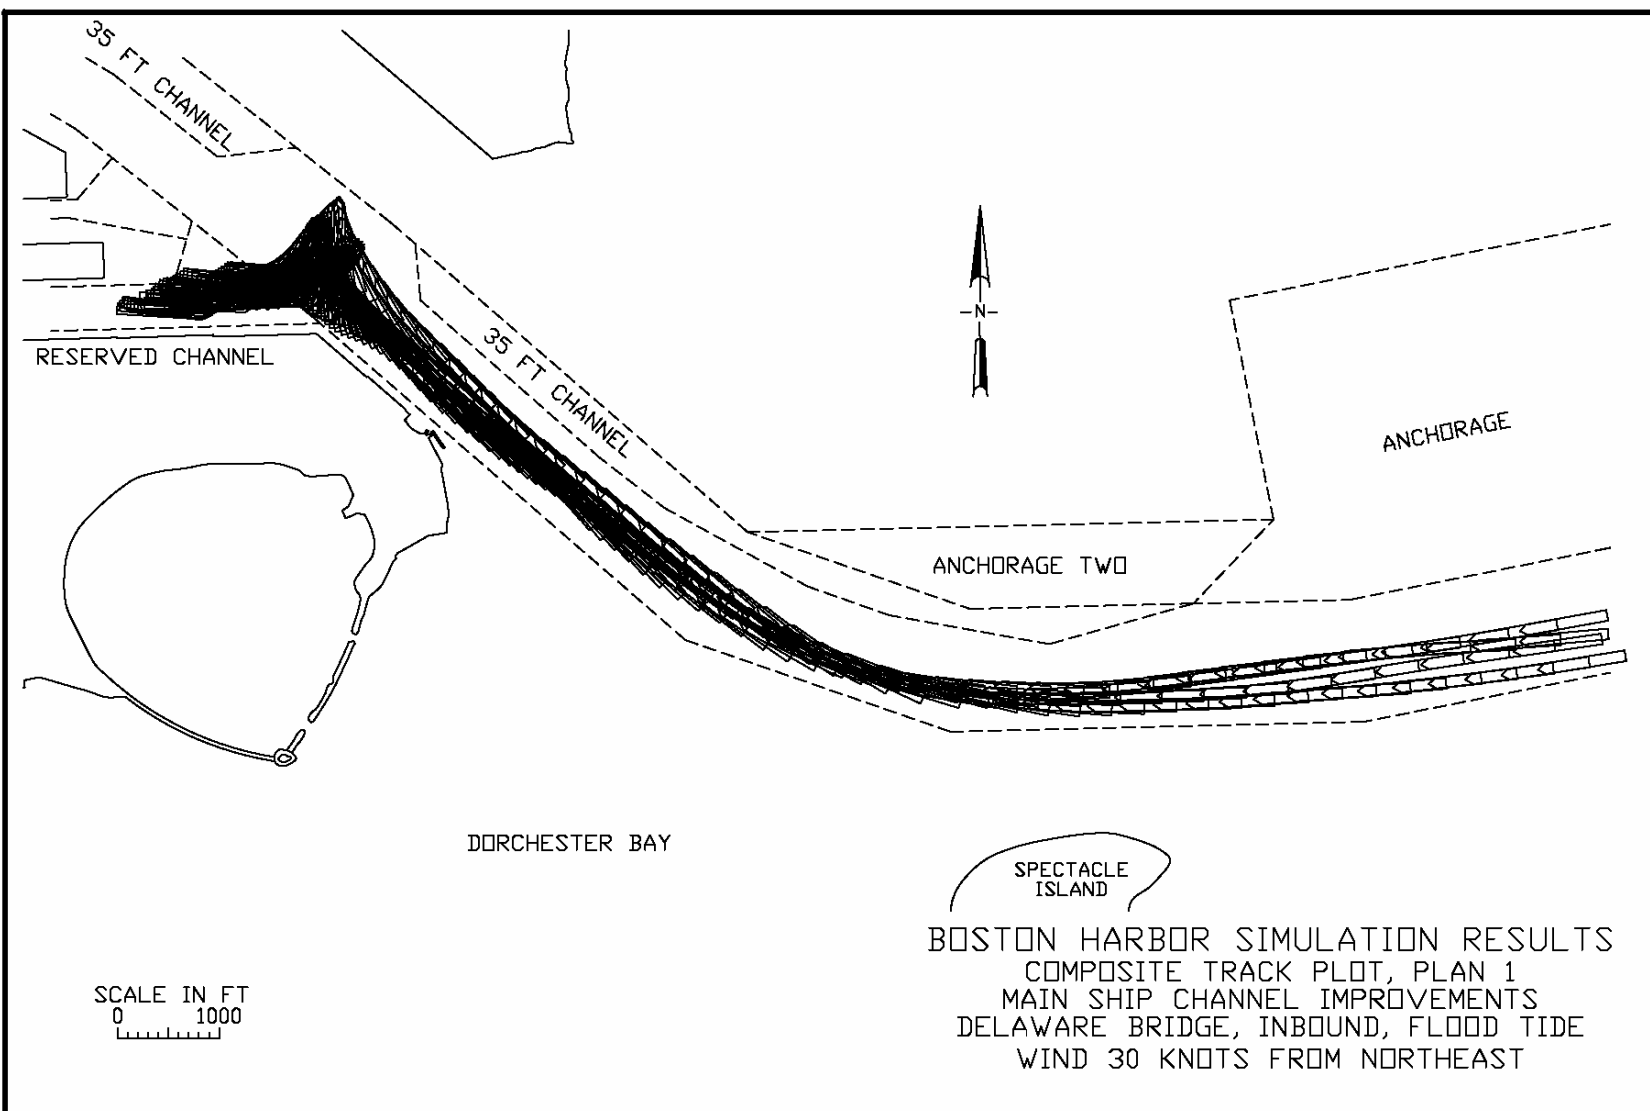 35 FT CHANNEL
-N-
RESERVED CHANNEL
35 FT CHANNEL
ANCHORAGE
ANCHORAGE TWO
DORCHESTER BAY
SPECTACLE
ISLAND
BOSTON HARBOR SIMULATION RESULTS
COMPOSITE TRACK PLOT, PLAN 1
MAIN SHIP CHANNEL IMPROVEMENTS
DELAWARE BRIDGE, INBOUND, FLOOD TIDE
WIND 30 KNOTS FROM NORTHEAST
SCALE IN FT
0 1000